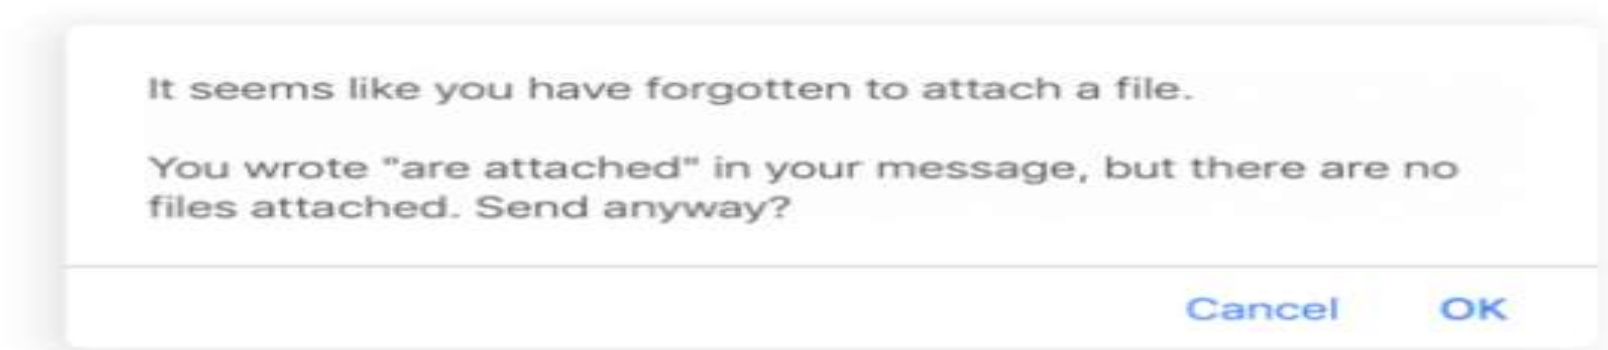 It seems like you have forgotten to attach a file.
You wrote "are attached" in your message, but there are no
files attached. Send anyway?
Cancel OK